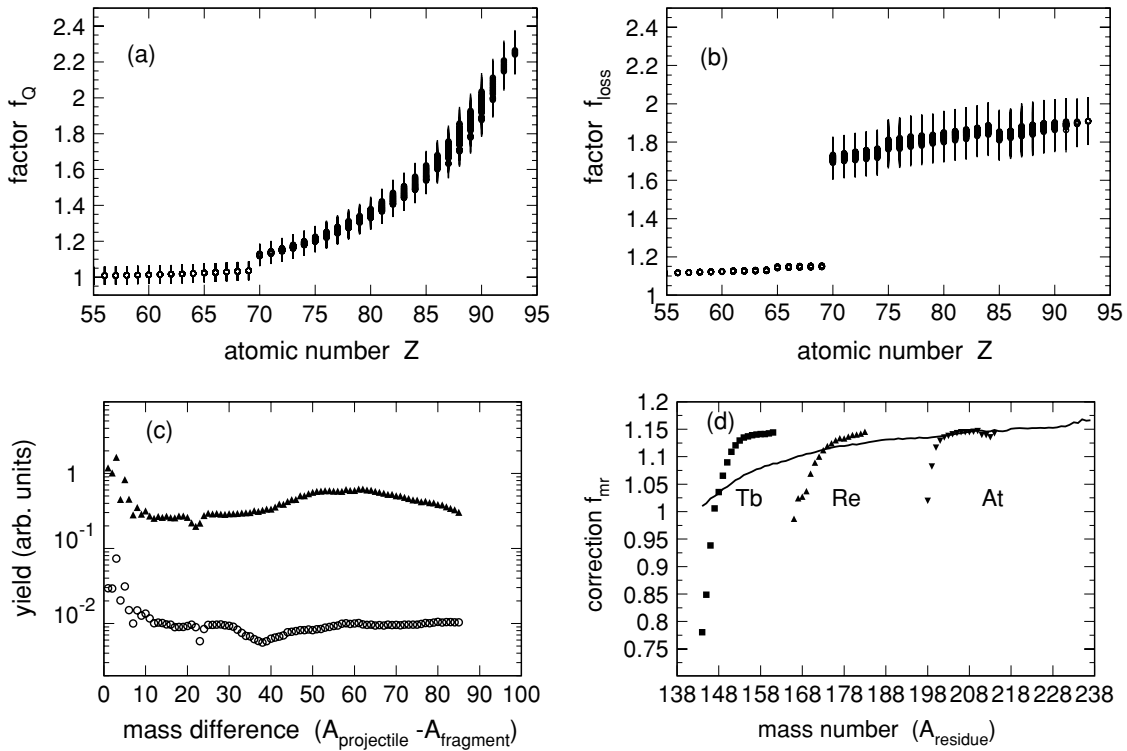 (a)
factor f_Q
2.4
2.2
2
1.8
1.6
1.4
1.2
1
55 60 65 70 75 80 85 90 95
atomic number Z
(b)
factor f_loss
2.4
2.2
2
1.8
1.6
1.4
1.2
1
55 60 65 70 75 80 85 90 95
atomic number Z
(c)
yield (arb. units)
1
10^-1
10^-2
0 10 20 30 40 50 60 70 80 90 100
mass difference (A_projectile -A_fragment)
(d)
correction f_mr
1.2
1.15
1.1
1.05
1
0.95
0.9
0.85
0.8
0.75
Tb Re At
138 148 158 168 178 188 198 208 218 228 238
mass number (A_residue)